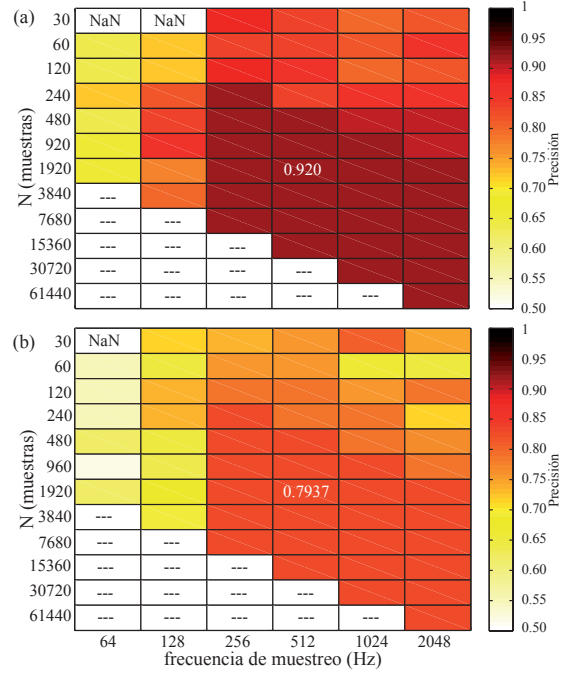 (a)
N (muestras)
30 NaN NaN
60
120
240
480
920
1920 0.920
3840 ---
7680 --- ---
15360 --- --- ---
30720 --- --- --- ---
61440 --- --- --- --- ---
1
0.95
0.90
0.85
0.80
0.75
0.70
0.65
0.60
0.55
0.50
Precisión
(b)
N (muestras)
30 NaN
60
120
240
480
960
1920 0.7937
3840 ---
7680 --- ---
15360 --- --- ---
30720 --- --- --- ---
61440 --- --- --- --- ---
64 128 256 512 1024 2048
frecuencia de muestreo (Hz)
1
0.95
0.90
0.85
0.80
0.75
0.70
0.65
0.60
0.55
0.50
Precisión